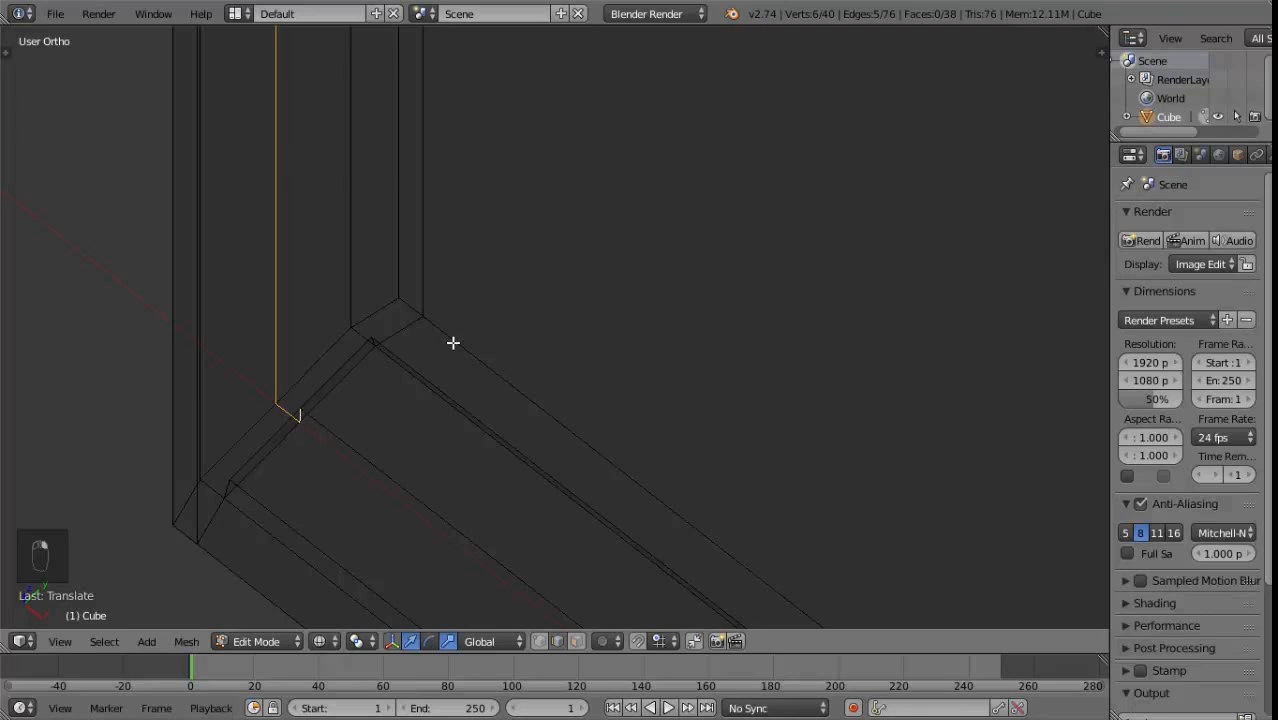 File Render Window Help Default Scene Blender Render v2.74 | Verts:6/40 | Edges:5/76 | Faces:0/38 | Tris:76 | Mem:12.11M | Cube
User Ortho
View Search All S
Scene
RenderLaye
World
Cube
Scene
Render
Rend Anim Audio
Display: Image Edit
Dimensions
Render Presets
Resolution: Frame Ra...
1920 p Start :1
1080 p En: 250
50% Fram: 1
Aspect Ra... Frame Rate:
: 1.000 24 fps
: 1.000 Time Rem...
1
Anti-Aliasing
5 8 11 16 Mitchell-N
Full Sa 1.000 p
Sampled Motion Blur
Shading
Performance
Post Processing
Stamp
Output
Last: Translate
(1) Cube
View Select Add Mesh Edit Mode Global
-40 -20 0 20 40 60 80 100 120 140 160 180 200 220 240 260 280
View Marker Frame Playback Start: 1 End: 250 1 No Sync